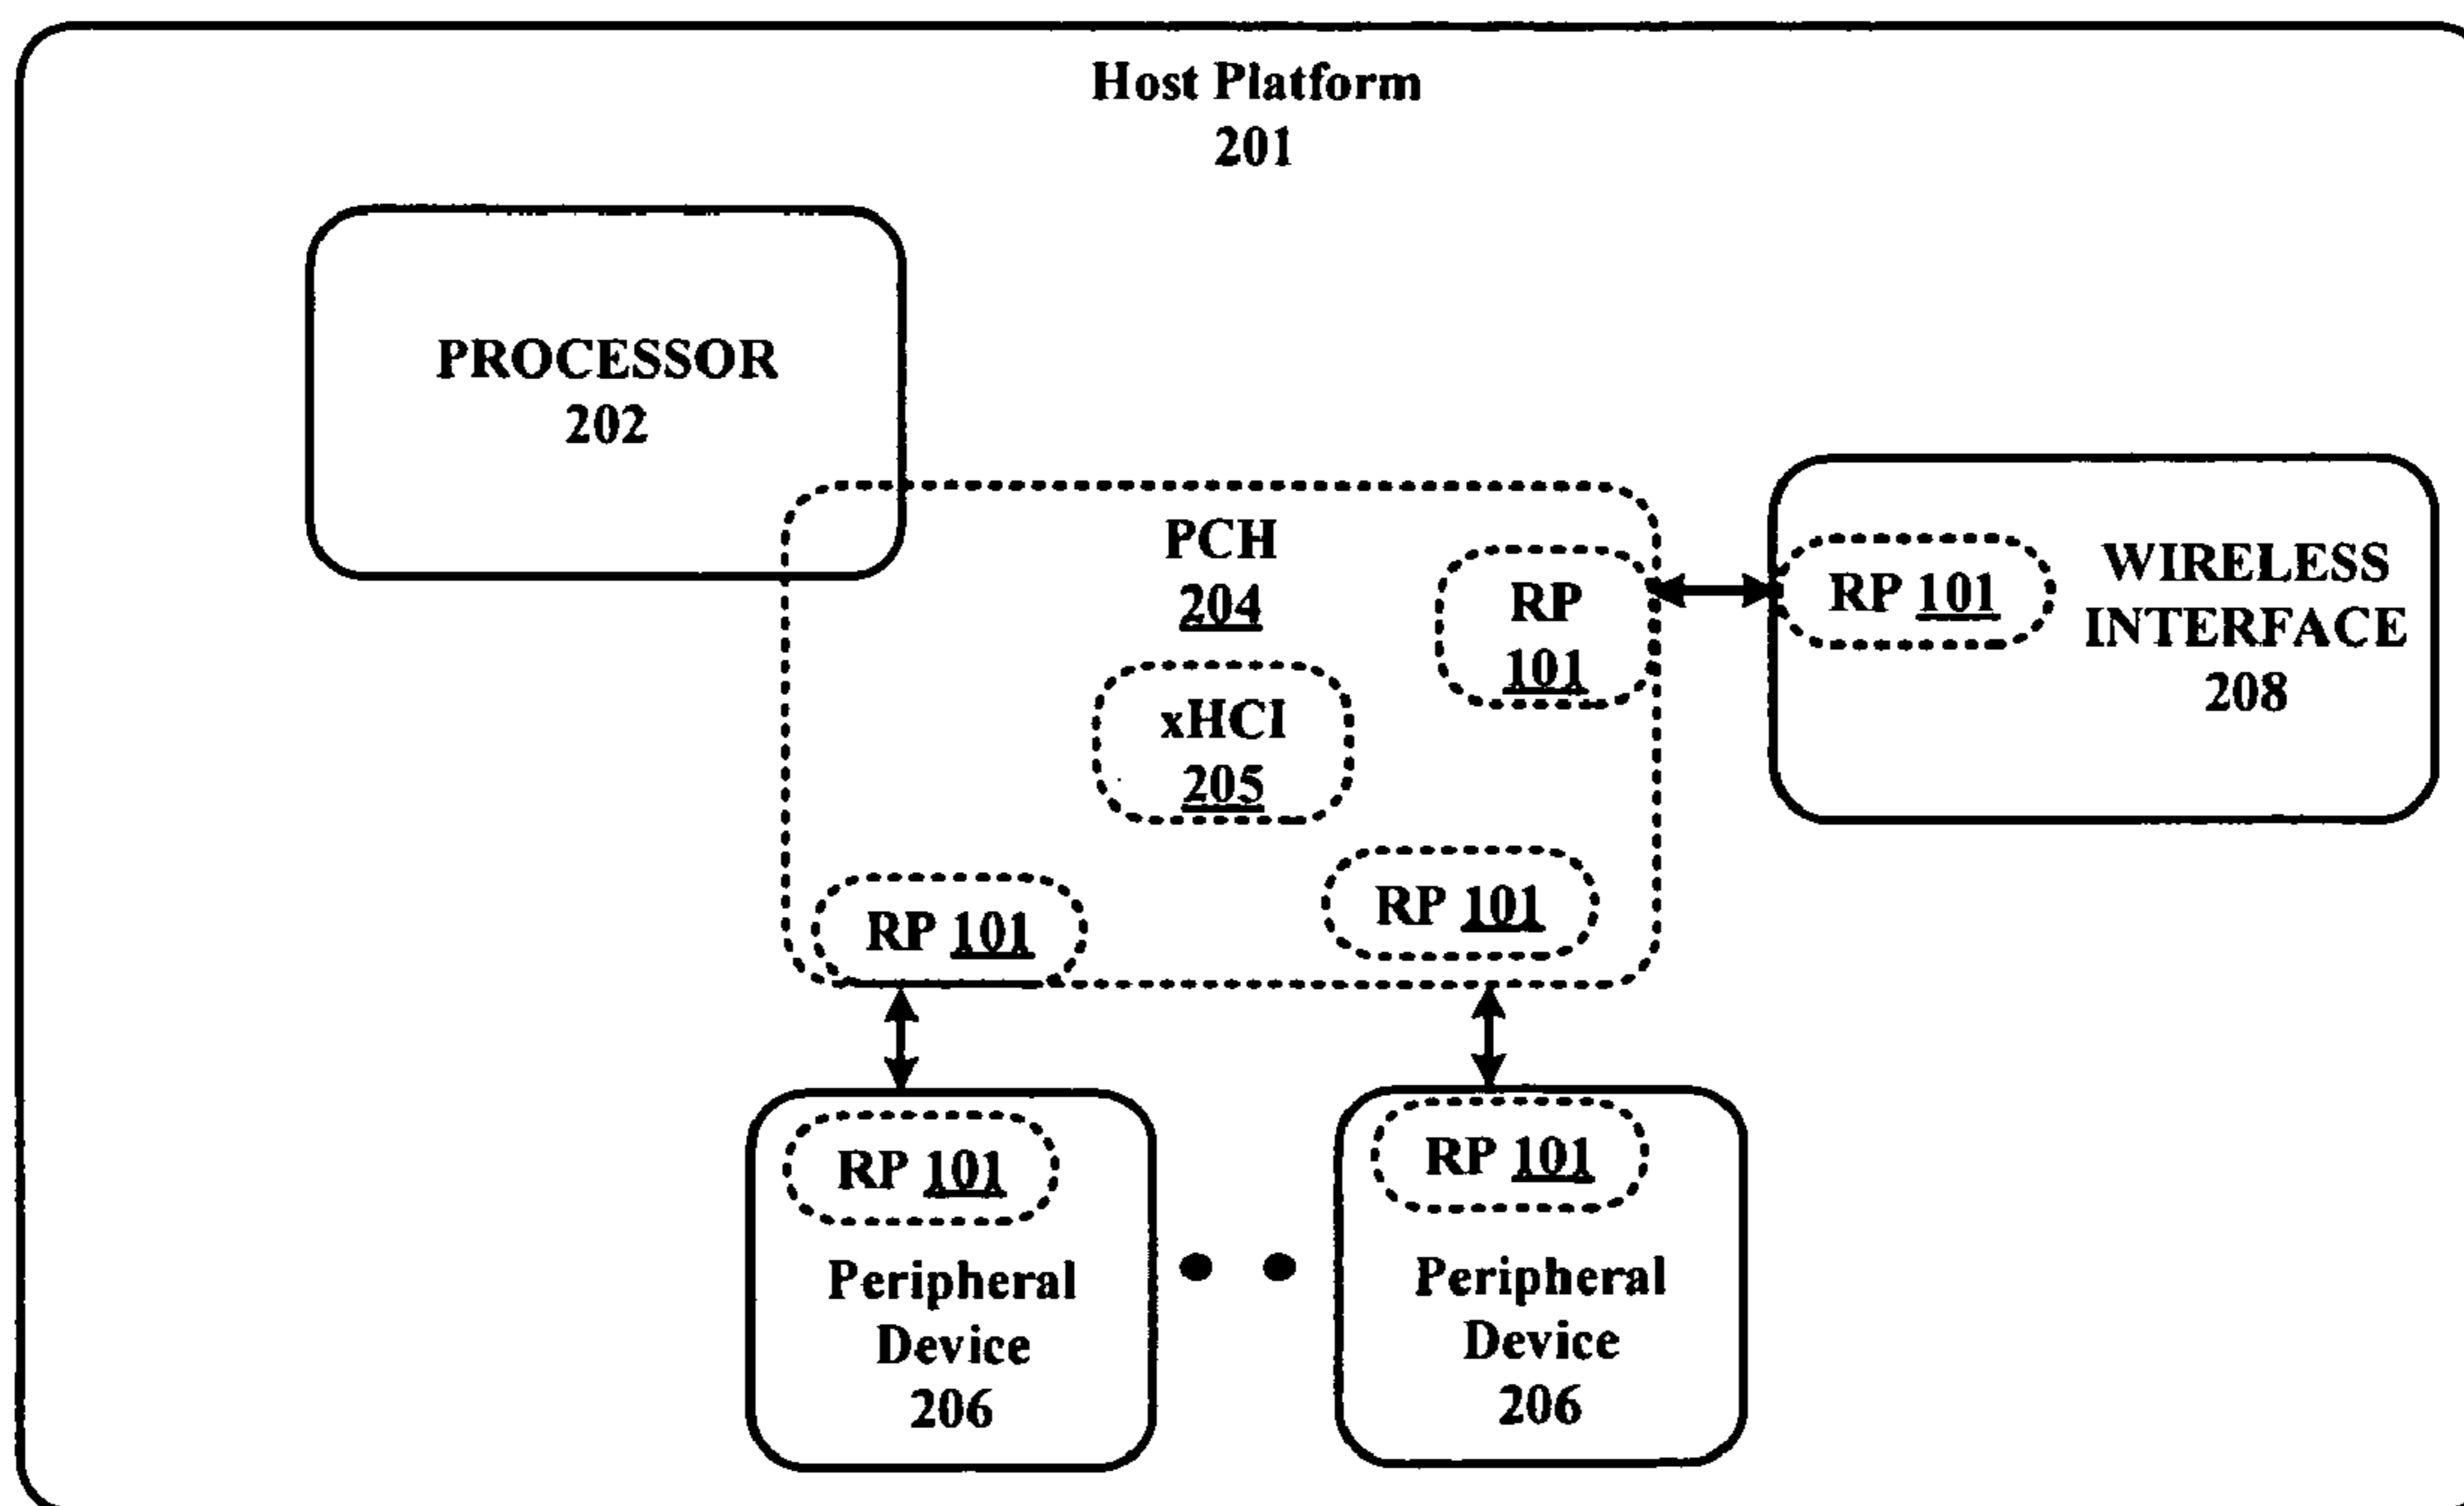 Host Platform
201
PROCESSOR
202
PCH
204
RP
101
RP 101
WIRELESS
INTERFACE
208
xHCI
205
RP 101
RP 101
RP 101
Peripheral
Device
206
RP 101
Peripheral
Device
206